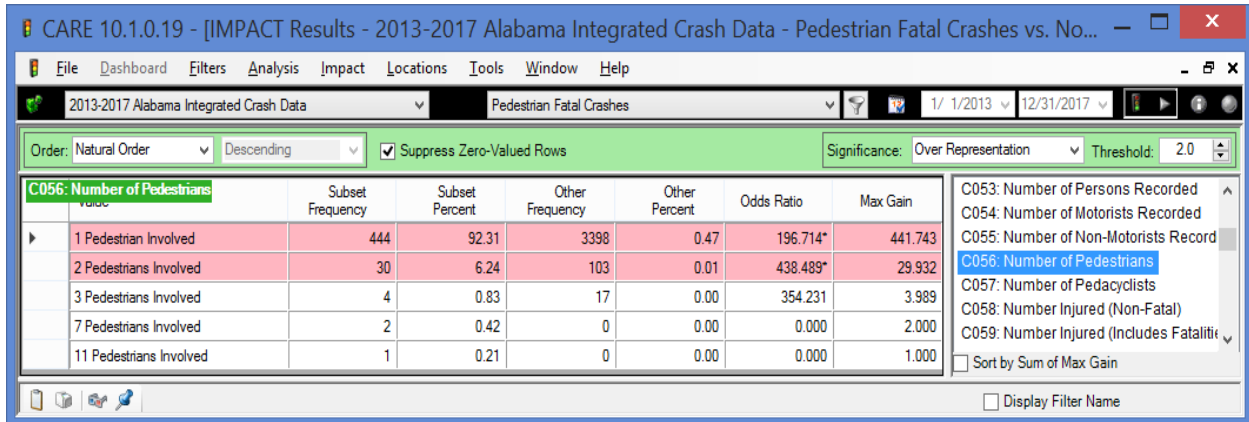 CARE 10.1.0.19 - [IMPACT Results - 2013-2017 Alabama Integrated Crash Data - Pedestrian Fatal Crashes vs. No...
File Dashboard Filters Analysis Impact Locations Tools Window Help
2013-2017 Alabama Integrated Crash Data Pedestrian Fatal Crashes 1/ 1/2013 12/31/2017
Order: Natural Order Descending Suppress Zero-Valued Rows Significance: Over Representation Threshold: 2.0
C056: Number of Pedestrians Subset Frequency Subset Percent Other Frequency Other Percent Odds Ratio Max Gain
1 Pedestrian Involved 444 92.31 3398 0.47 196.714* 441.743
2 Pedestrians Involved 30 6.24 103 0.01 438.489* 29.932
3 Pedestrians Involved 4 0.83 17 0.00 354.231 3.989
7 Pedestrians Involved 2 0.42 0 0.00 0.000 2.000
11 Pedestrians Involved 1 0.21 0 0.00 0.000 1.000
C053: Number of Persons Recorded
C054: Number of Motorists Recorded
C055: Number of Non-Motorists Record
C056: Number of Pedestrians
C057: Number of Pedacyclists
C058: Number Injured (Non-Fatal)
C059: Number Injured (Includes Fatalitie
Sort by Sum of Max Gain
Display Filter Name